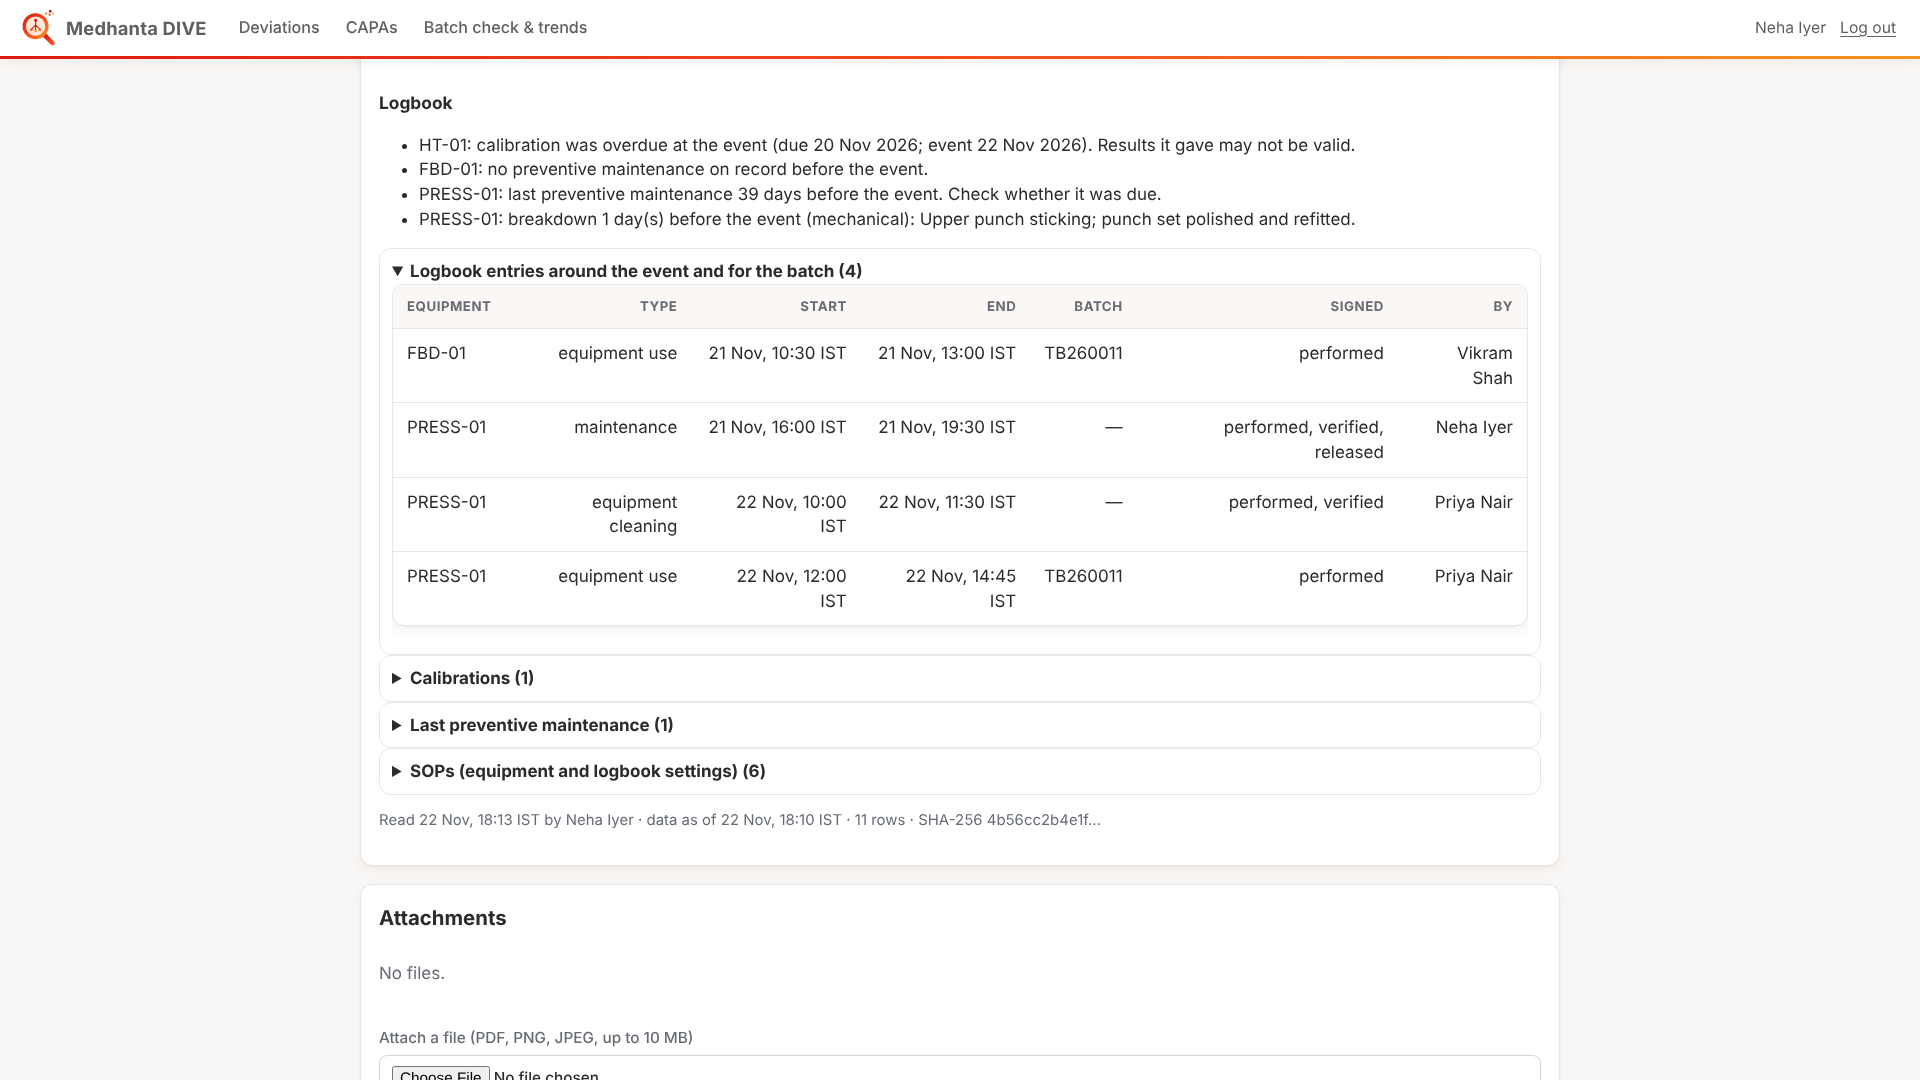 Medhanta DIVE Deviations CAPAs Batch check & trends Neha Iyer Log out
Logbook
• HT-01: calibration was overdue at the event (due 20 Nov 2026; event 22 Nov 2026). Results it gave may not be valid.
• FBD-01: no preventive maintenance on record before the event.
• PRESS-01: last preventive maintenance 39 days before the event. Check whether it was due.
• PRESS-01: breakdown 1 day(s) before the event (mechanical): Upper punch sticking; punch set polished and refitted.
▼ Logbook entries around the event and for the batch (4)
EQUIPMENT TYPE START END BATCH SIGNED BY
FBD-01 equipment use 21 Nov, 10:30 IST 21 Nov, 13:00 IST TB260011 performed Vikram
Shah
PRESS-01 maintenance 21 Nov, 16:00 IST 21 Nov, 19:30 IST — performed, verified, Neha Iyer
released
PRESS-01 equipment 22 Nov, 10:00 22 Nov, 11:30 IST — performed, verified Priya Nair
cleaning IST
PRESS-01 equipment use 22 Nov, 12:00 22 Nov, 14:45 TB260011 performed Priya Nair
IST IST
▶ Calibrations (1)
▶ Last preventive maintenance (1)
▶ SOPs (equipment and logbook settings) (6)
Read 22 Nov, 18:13 IST by Neha Iyer · data as of 22 Nov, 18:10 IST · 11 rows · SHA-256 4b56cc2b4e1f…
Attachments
No files.
Attach a file (PDF, PNG, JPEG, up to 10 MB)
Choose File No file chosen